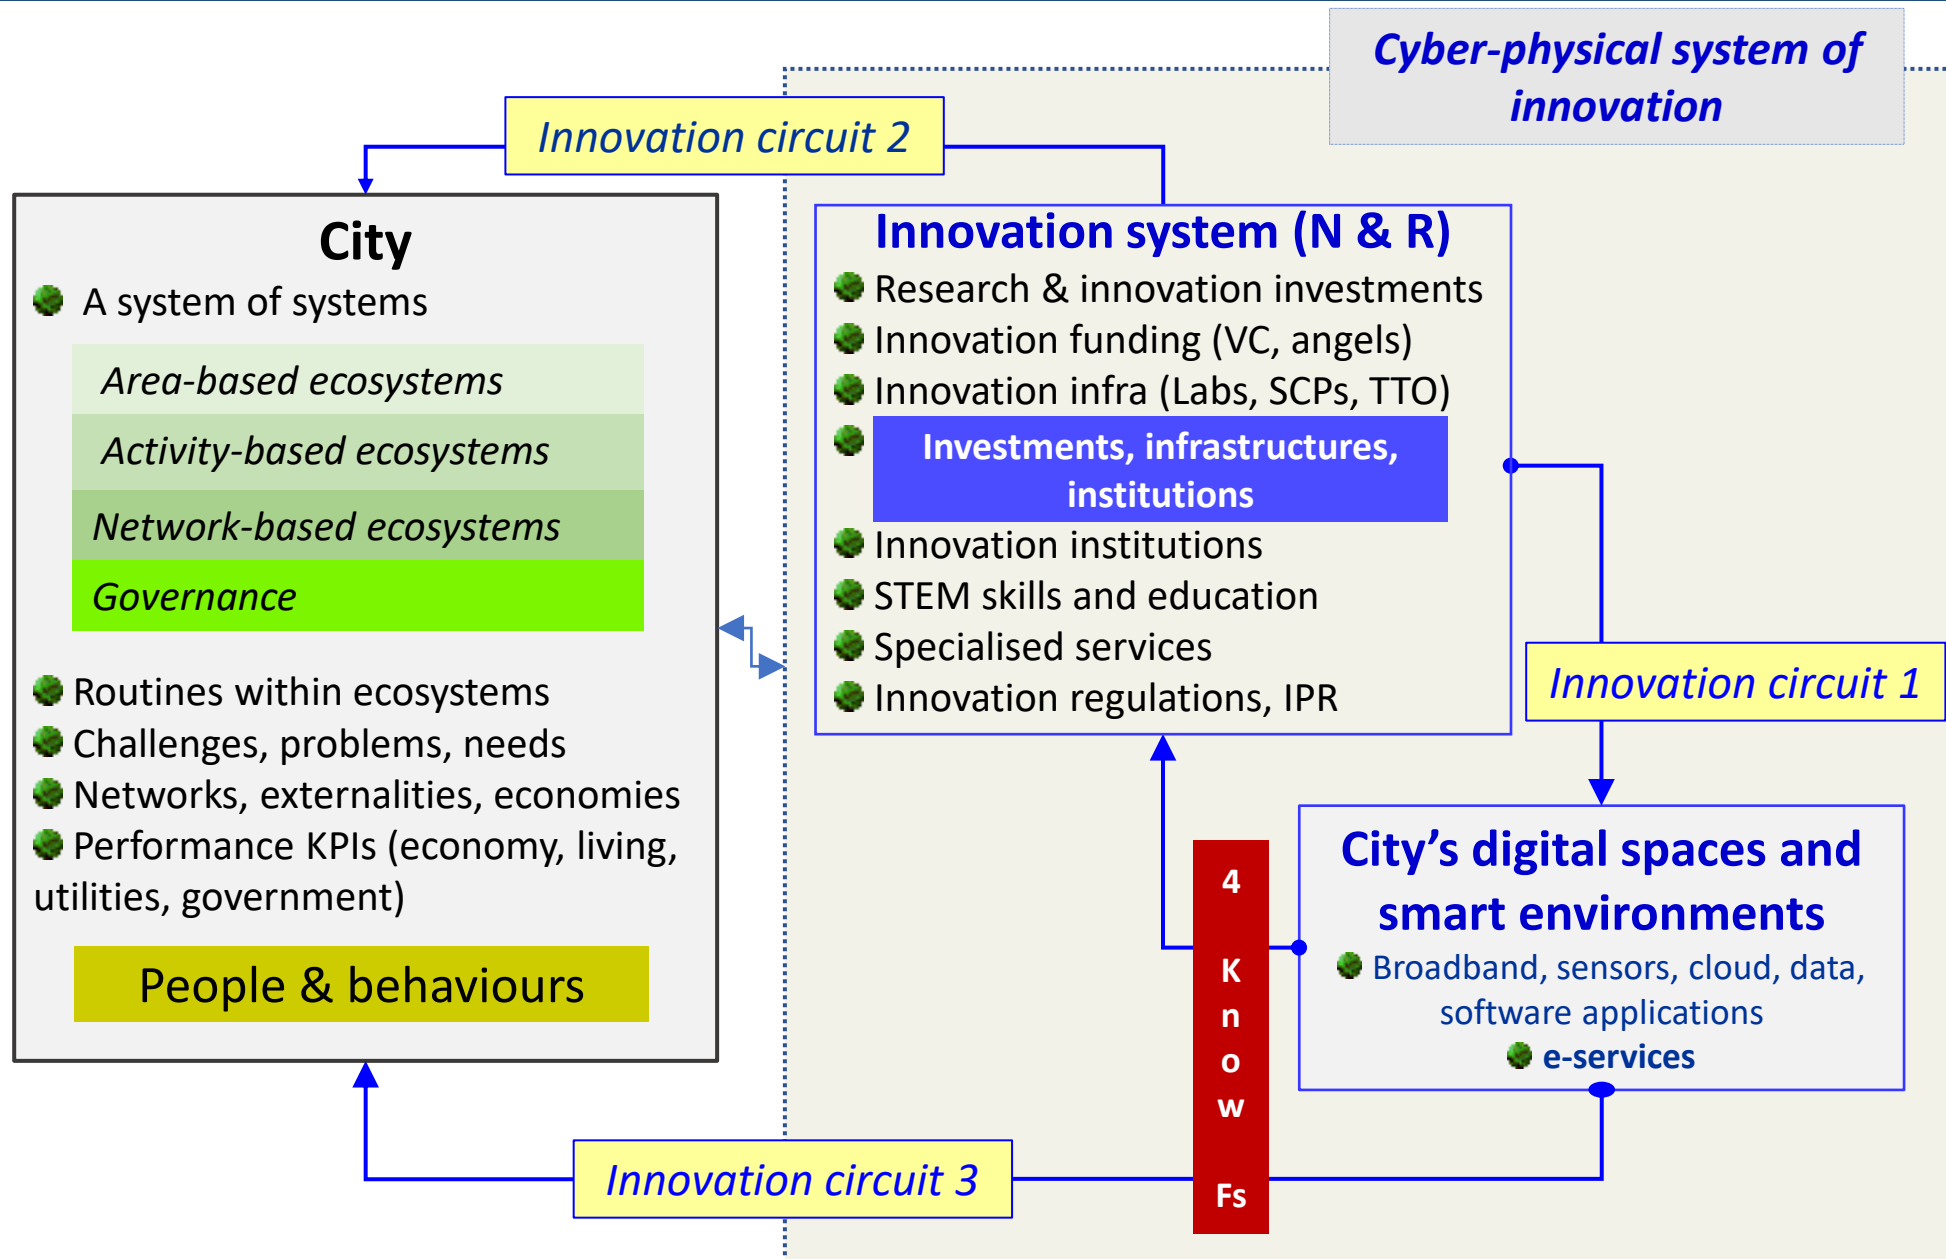 Cyber-physical system of
innovation
Innovation circuit 2
City
A system of systems
Area-based ecosystems
Activity-based ecosystems
Network-based ecosystems
Governance
Routines within ecosystems
Challenges, problems, needs
Networks, externalities, economies
Performance KPIs (economy, living,
utilities, government)
People & behaviours
Innovation system (N & R)
Research & innovation investments
Innovation funding (VC, angels)
Innovation infra (Labs, SCPs, TTO)
Investments, infrastructures,
institutions
Innovation institutions
STEM skills and education
Specialised services
Innovation regulations, IPR
Innovation circuit 1
4
K
n
o
w
Fs
City’s digital spaces and
smart environments
Broadband, sensors, cloud, data,
software applications
e-services
Innovation circuit 3